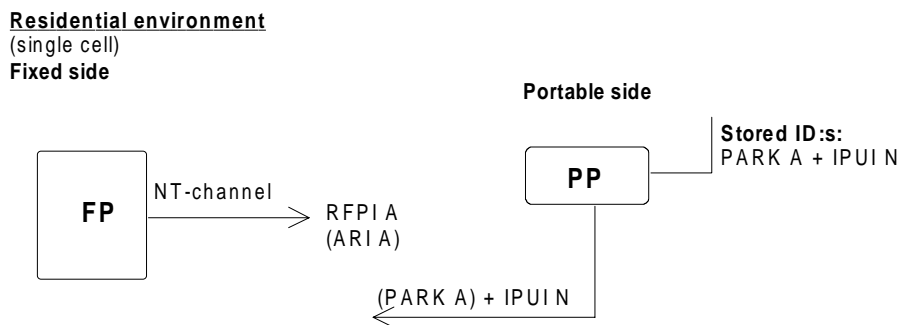 Residential environment
(single cell)
Fixed side
Portable side
Stored ID:s:
PARK A + IPUI N
PP
NT-channel
FP
RFPI A
(ARI A)
(PARK A) + IPUI N